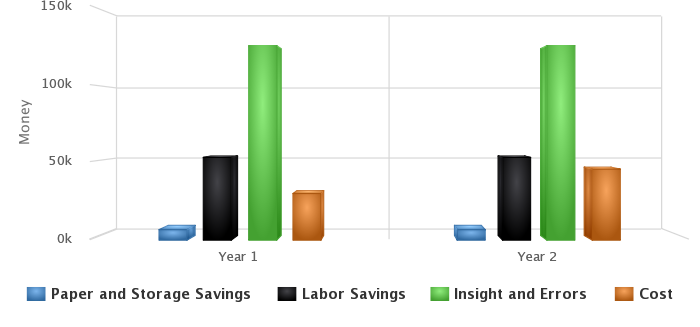 150k
100k
Money
50k
0k
Year 1
Year 2
Paper and Storage Savings Labor Savings Insight and Errors Cost